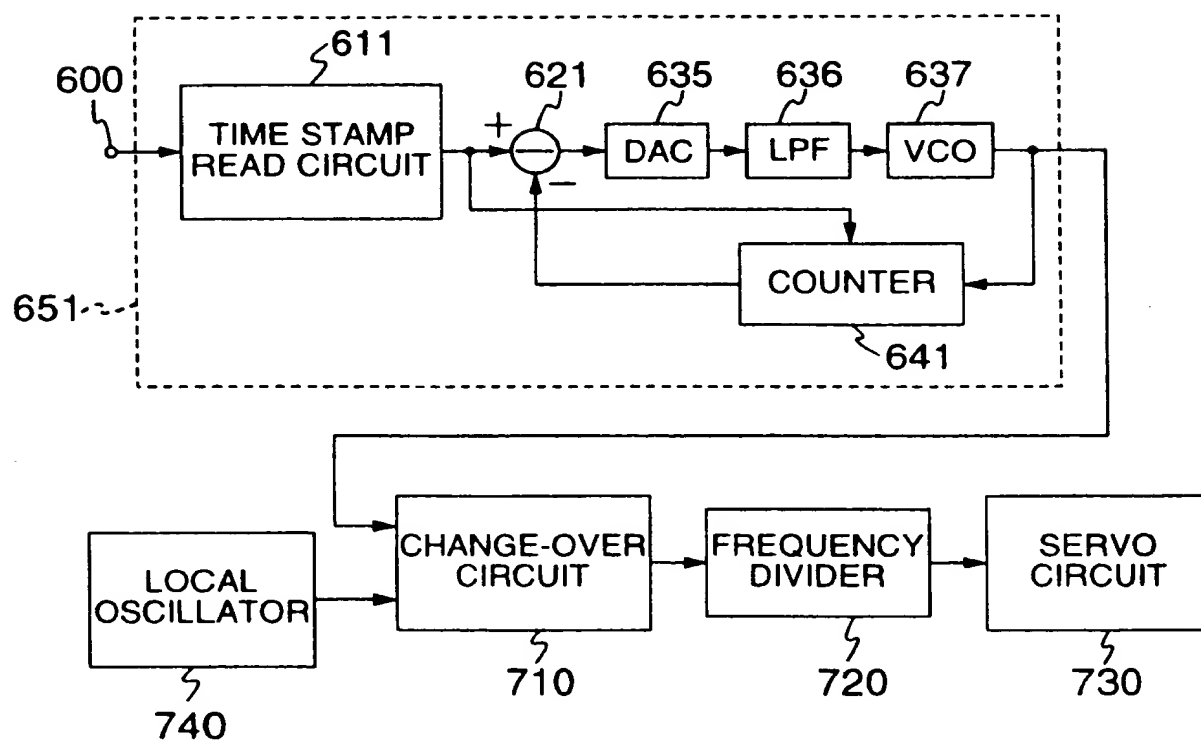 611
600
621
635
636
637
TIME STAMP
READ CIRCUIT
+
−
DAC
LPF
VCO
−
COUNTER
651
641
LOCAL
OSCILLATOR
CHANGE-OVER
CIRCUIT
FREQUENCY
DIVIDER
SERVO
CIRCUIT
740
710
720
730